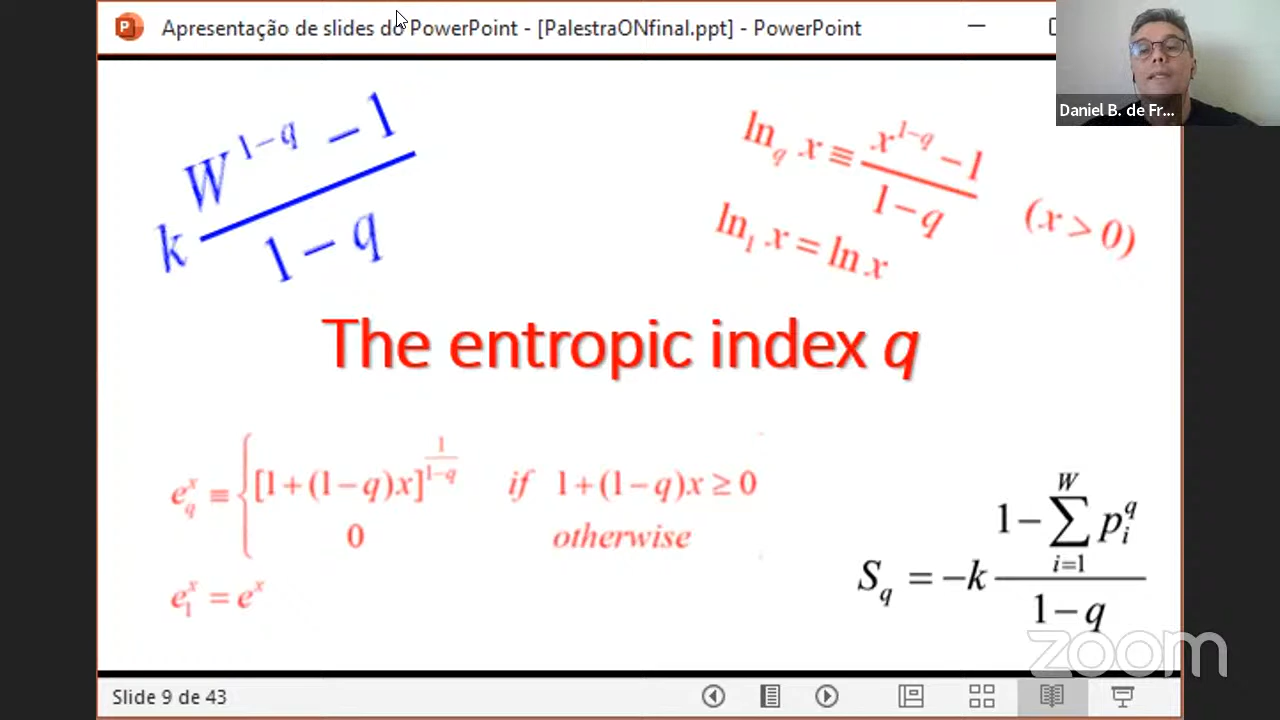 Apresentação de slides do PowerPoint - [PalestraONfinal.ppt] - PowerPoint
Daniel B. de Fr...
k (W^{1-q} - 1) / (1 - q)
ln_q x ≡ (x^{1-q} - 1) / (1 - q) (x > 0)
ln_1 x = ln x
The entropic index q
e_q^x ≡ { [1+(1-q)x]^{1/(1-q)} if 1+(1-q)x ≥ 0
0 otherwise
e_1^x = e^x
S_q = -k (1 - ∑_{i=1}^{W} p_i^q) / (1 - q)
zoom
Slide 9 de 43